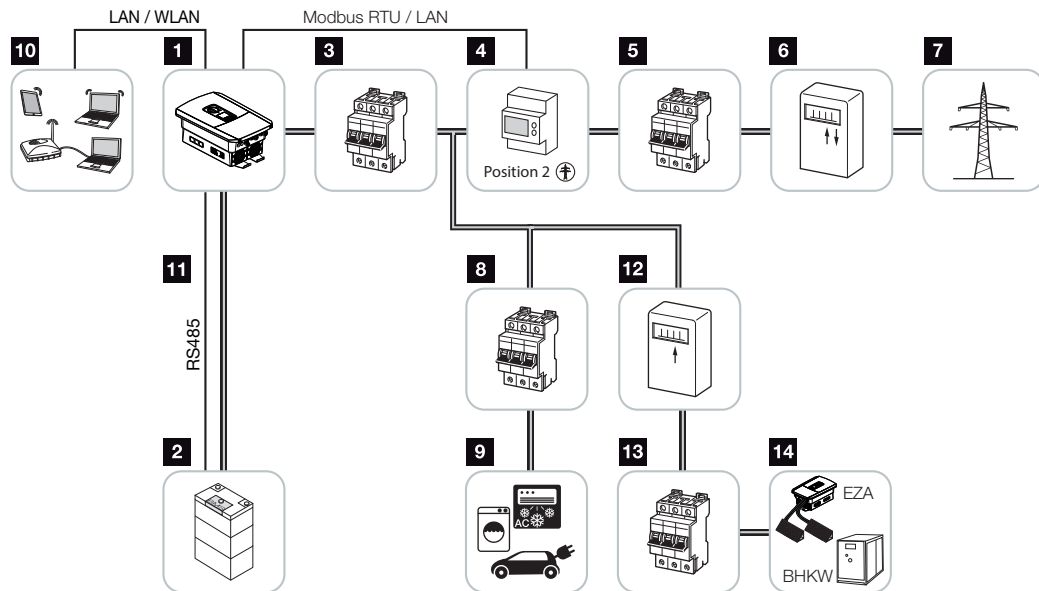 LAN / WLAN
Modbus RTU / LAN
10
1
3
4
5
6
7
Position 2
11
RS485
8
12
2
9
13
14
AC
EZA
BHKW